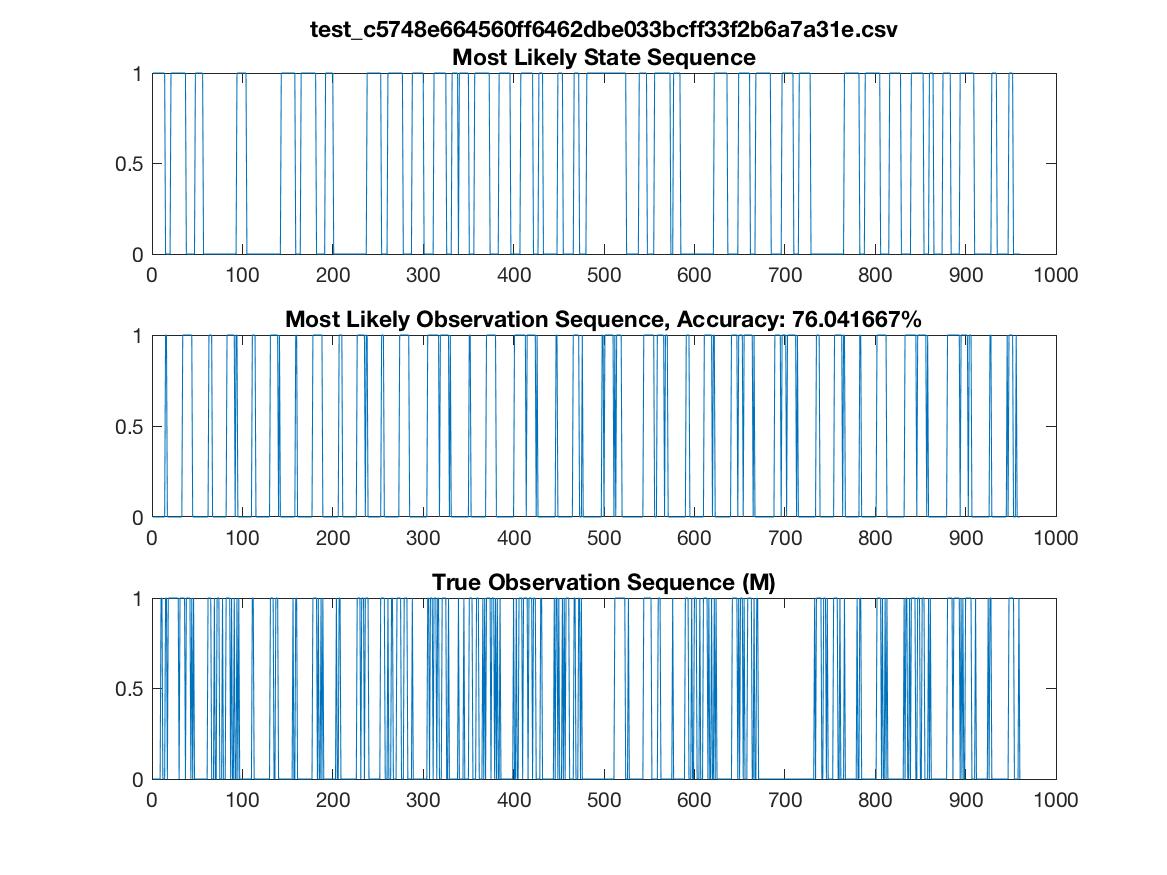 test_c5748e664560ff6462dbe033bcff33f2b6a7a31e.csv
Most Likely State Sequence
1
0.5
0
0 100 200 300 400 500 600 700 800 900 1000
Most Likely Observation Sequence, Accuracy: 76.041667%
1
0.5
0
0 100 200 300 400 500 600 700 800 900 1000
True Observation Sequence (M)
1
0.5
0
0 100 200 300 400 500 600 700 800 900 1000